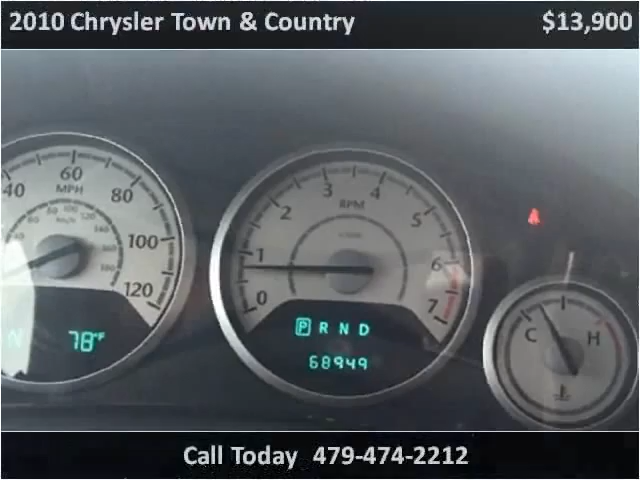 2010 Chrysler Town & Country $13,900
40 60 80 100 120
MPH
km/h
0 1 2 3 4 5 6 7
RPM
P R N D
68949
N 78°F
C H
Call Today 479-474-2212